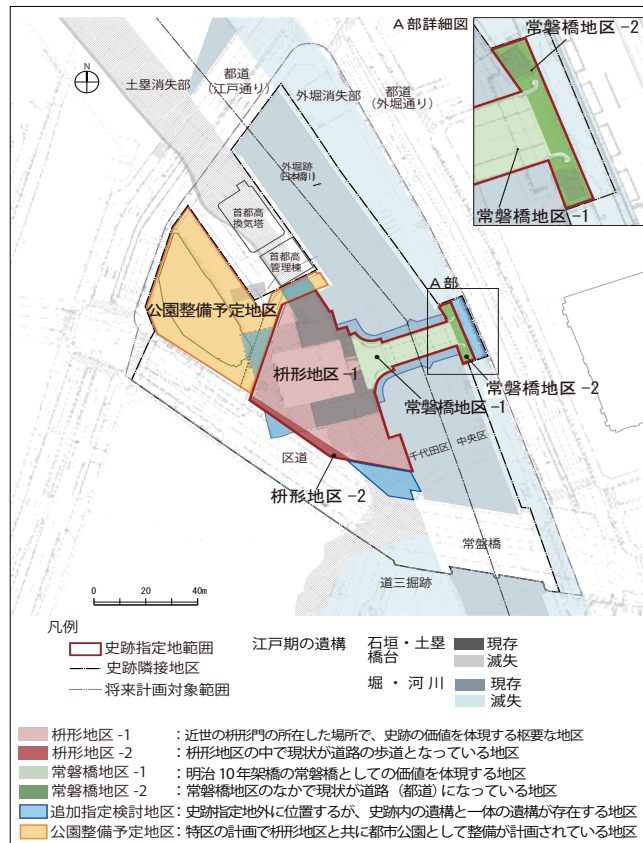 A部詳細図
常磐橋地区-2
常磐橋地区-1
N
土塁消失部
都道
(江戸通り)
外堀消失部
都道
(外堀通り)
外堀跡
(日本橋川)
首都高
換気塔
首都高
管理棟
A部
公園整備予定地区
枡形地区-1
常磐橋地区-2
常磐橋地区-1
千代田区 中央区
区道
枡形地区-2
常盤橋
道三掘跡
0 20 40m
凡例
史跡指定地範囲
史跡隣接地区
将来計画対象範囲
江戸期の遺構
石垣・土塁
橋台
現存
滅失
堀・河川
現存
滅失
枡形地区-1 :近世の枡形門の所在した場所で、史跡の価値を体現する枢要な地区
枡形地区-2 :枡形地区の中で現状が道路の歩道となっている地区
常磐橋地区-1 :明治10年架橋の常磐橋としての価値を体現する地区
常磐橋地区-2 :常磐橋地区のなかで現状が道路(都道)になっている地区
追加指定検討地区:史跡指定地外に位置するが、史跡内の遺構と一体の遺構が存在する地区
公園整備予定地区:特区の計画で枡形地区と共に都市公園として整備が計画されている地区